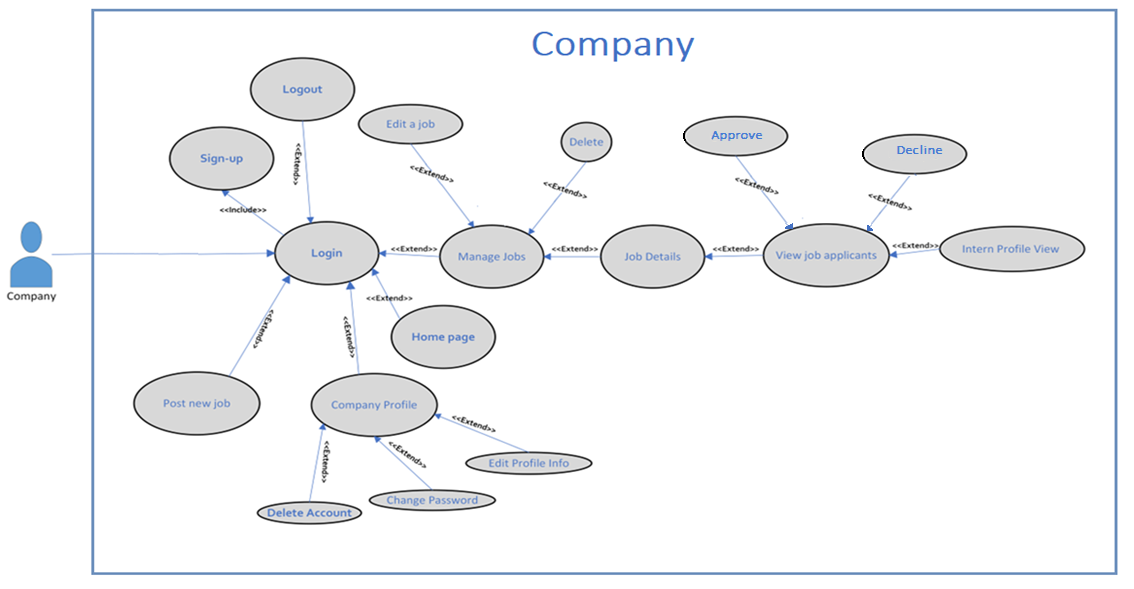 Company
Logout
Edit a job
Delete
Approve
Decline
Sign-up
<<Extend>>
<<Extend>>
<<Extend>>
<<Extend>>
<<Extend>>
<<Include>>
Login
<<Extend>>
Manage Jobs
<<Extend>>
Job Details
<<Extend>>
View job applicants
<<Extend>>
Intern Profile View
Company
<<Extend>>
<<Extend>>
<<Extend>>
Home page
Post new job
Company Profile
<<Extend>>
<<Extend>>
<<Extend>>
Edit Profile Info
Change Password
Delete Account